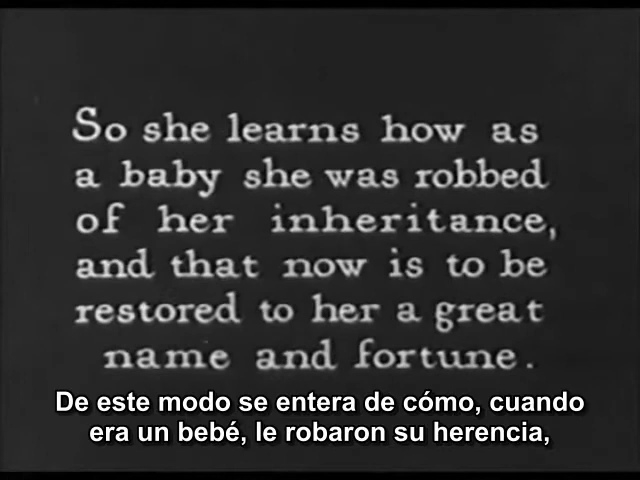 So she learns how as
a baby she was robbed
of her inheritance,
and that now is to be
restored to her a great
name and fortune.
De este modo se entera de cómo, cuando
era un bebé, le robaron su herencia,